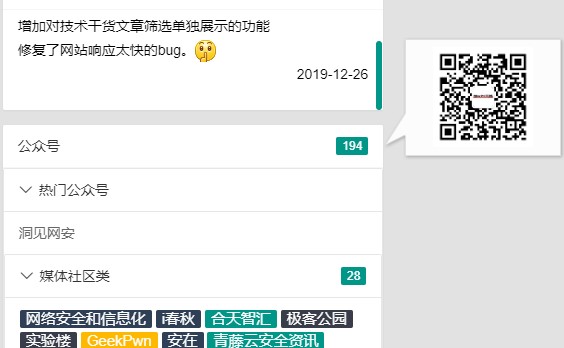 增加对技术干货文章筛选单独展示的功能
修复了网站响应太快的bug。
2019-12-26
公众号 194
热门公众号
洞见网安
媒体社区类 28
网络安全和信息化 i春秋 合天智汇 极客公园
实验楼 GeekPwn 安在 青藤云安全资讯